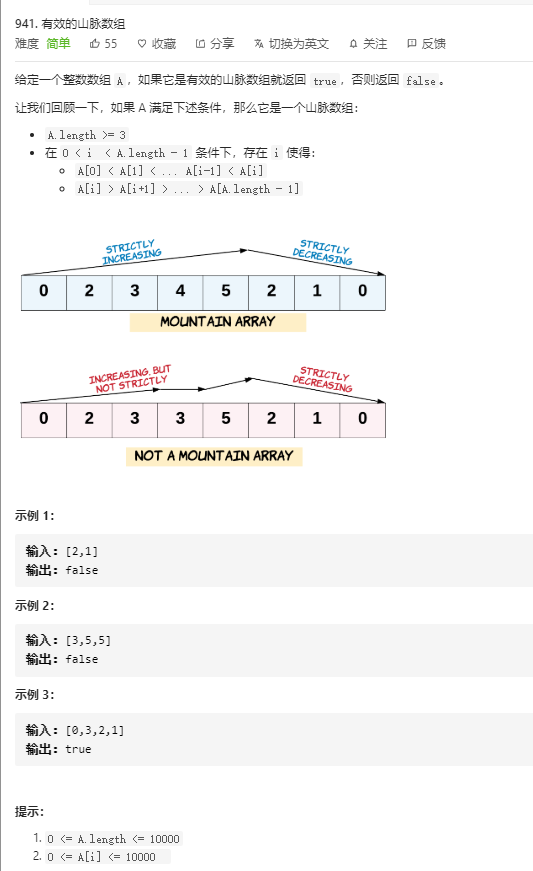 941. 有效的山脉数组
难度 简单 55 收藏 分享 切换为英文 关注 反馈
给定一个整数数组 A，如果它是有效的山脉数组就返回 true，否则返回 false。
让我们回顾一下，如果 A 满足下述条件，那么它是一个山脉数组：
A.length >= 3
在 0 < i < A.length - 1 条件下，存在 i 使得：
A[0] < A[1] < ... A[i-1] < A[i]
A[i] > A[i+1] > ... > A[A.length - 1]
STRICTLY INCREASING
STRICTLY DECREASING
0 2 3 4 5 2 1 0
MOUNTAIN ARRAY
INCREASING, BUT NOT STRICTLY
STRICTLY DECREASING
0 2 3 3 5 2 1 0
NOT A MOUNTAIN ARRAY
示例 1：
输入：[2,1]
输出：false
示例 2：
输入：[3,5,5]
输出：false
示例 3：
输入：[0,3,2,1]
输出：true
提示：
1. 0 <= A.length <= 10000
2. 0 <= A[i] <= 10000